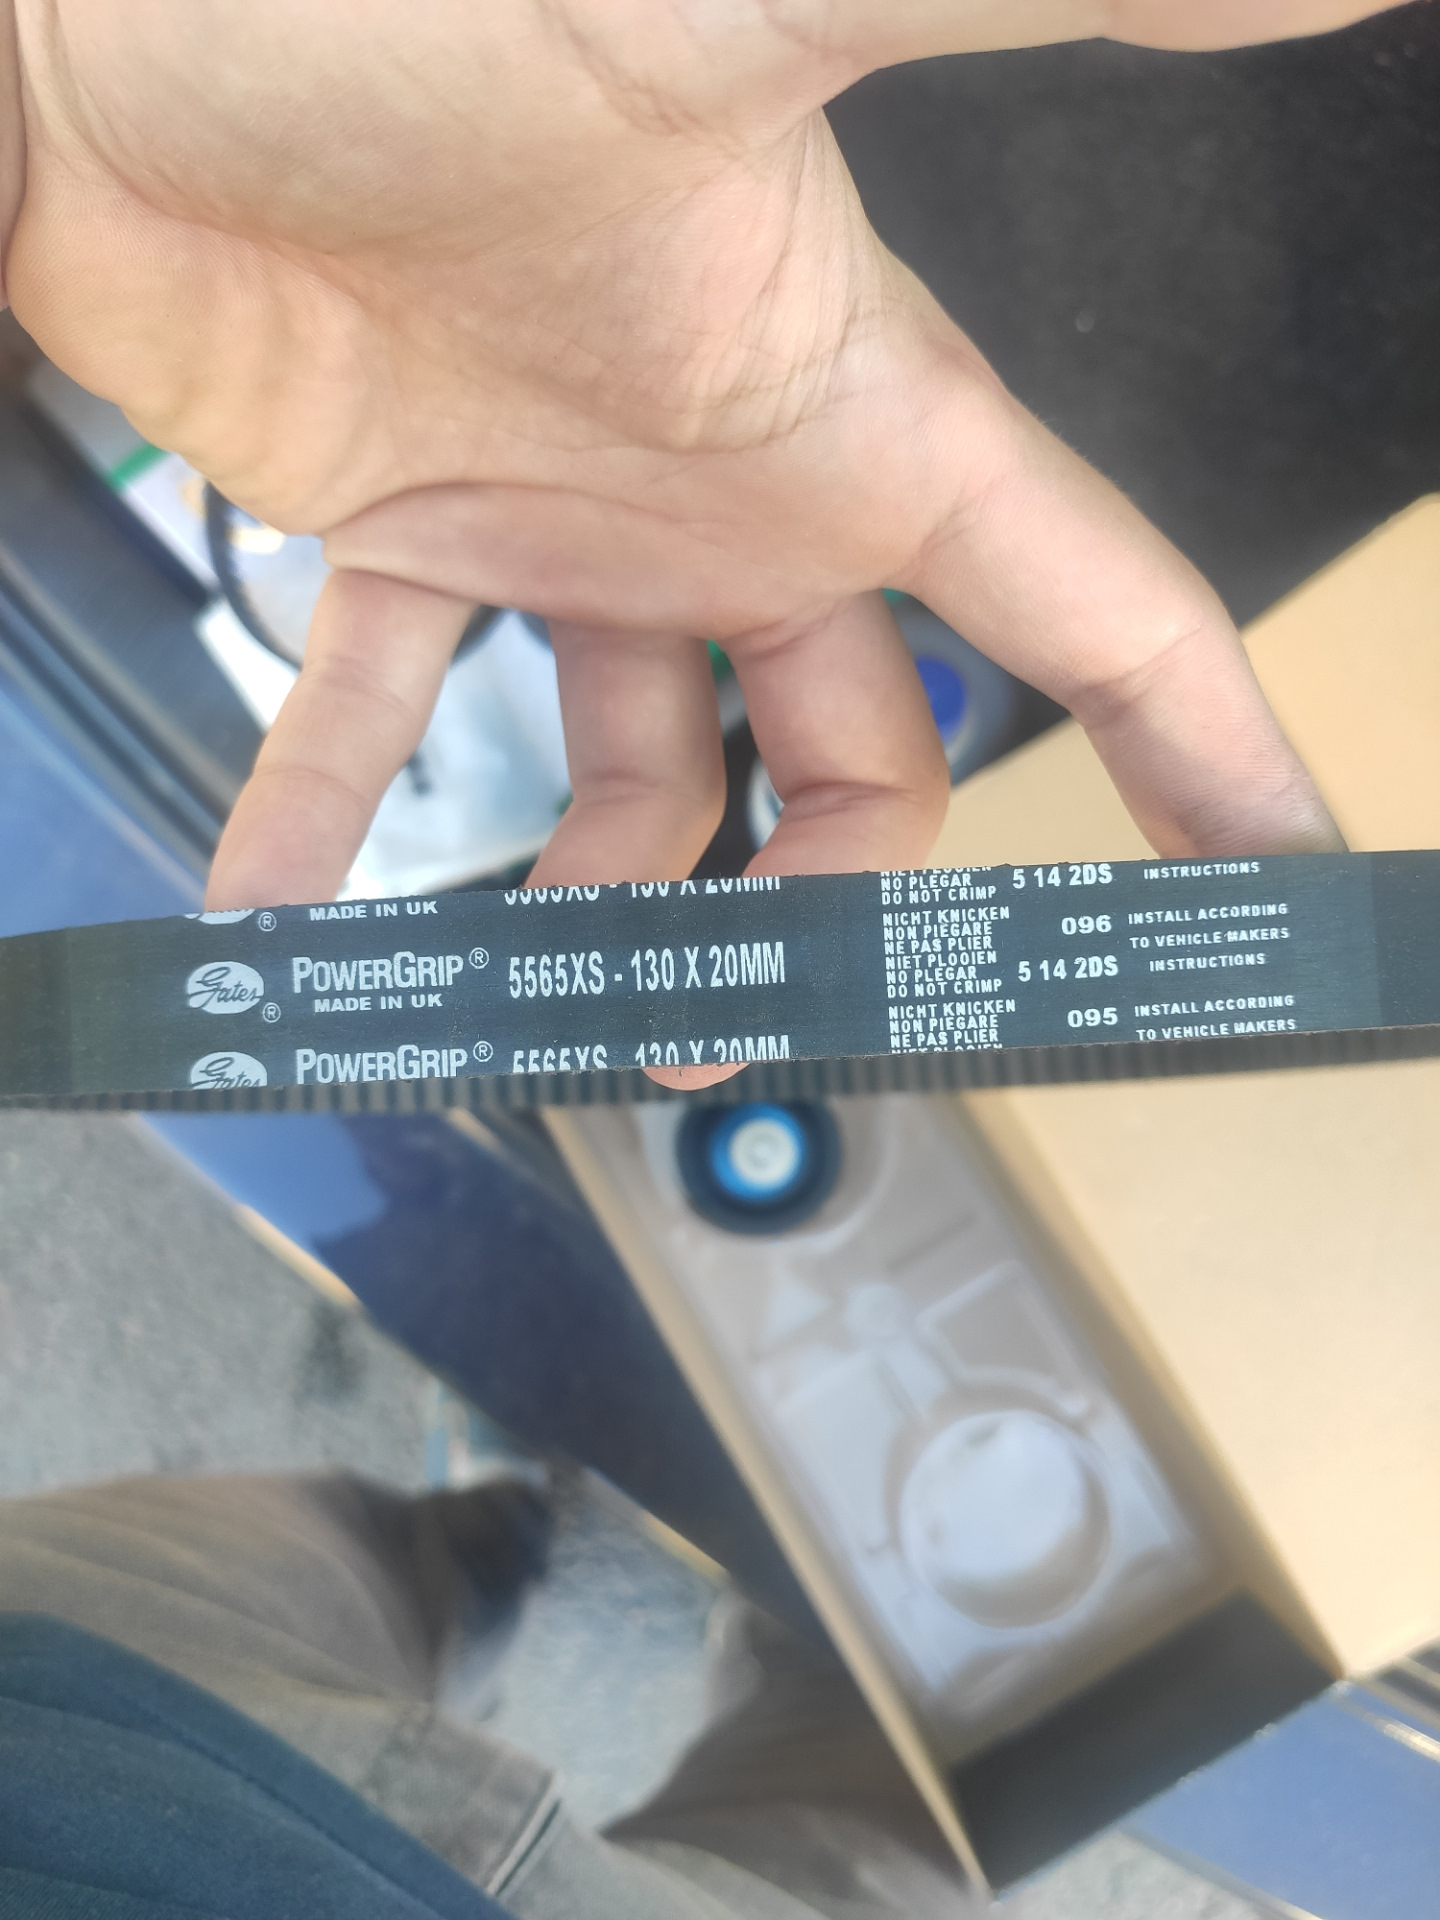 MADE IN UK
®
Gates ®
POWERGRIP®
MADE IN UK
5565XS - 130 X 20MM
Gates
POWERGRIP®
5565XS 130 X 20MM
NO PLEGAR
DO NOT CRIMP
5 14 2DS
INSTRUCTIONS
NICHT KNICKEN
NON PIEGARE
NE PAS PLIER
NIET PLOOIEN
NO PLEGAR
DO NOT CRIMP
096
INSTALL ACCORDING
TO VEHICLE MAKERS
5 14 2DS
INSTRUCTIONS
NICHT KNICKEN
NON PIEGARE
NE PAS PLIER
095
INSTALL ACCORDING
TO VEHICLE MAKERS